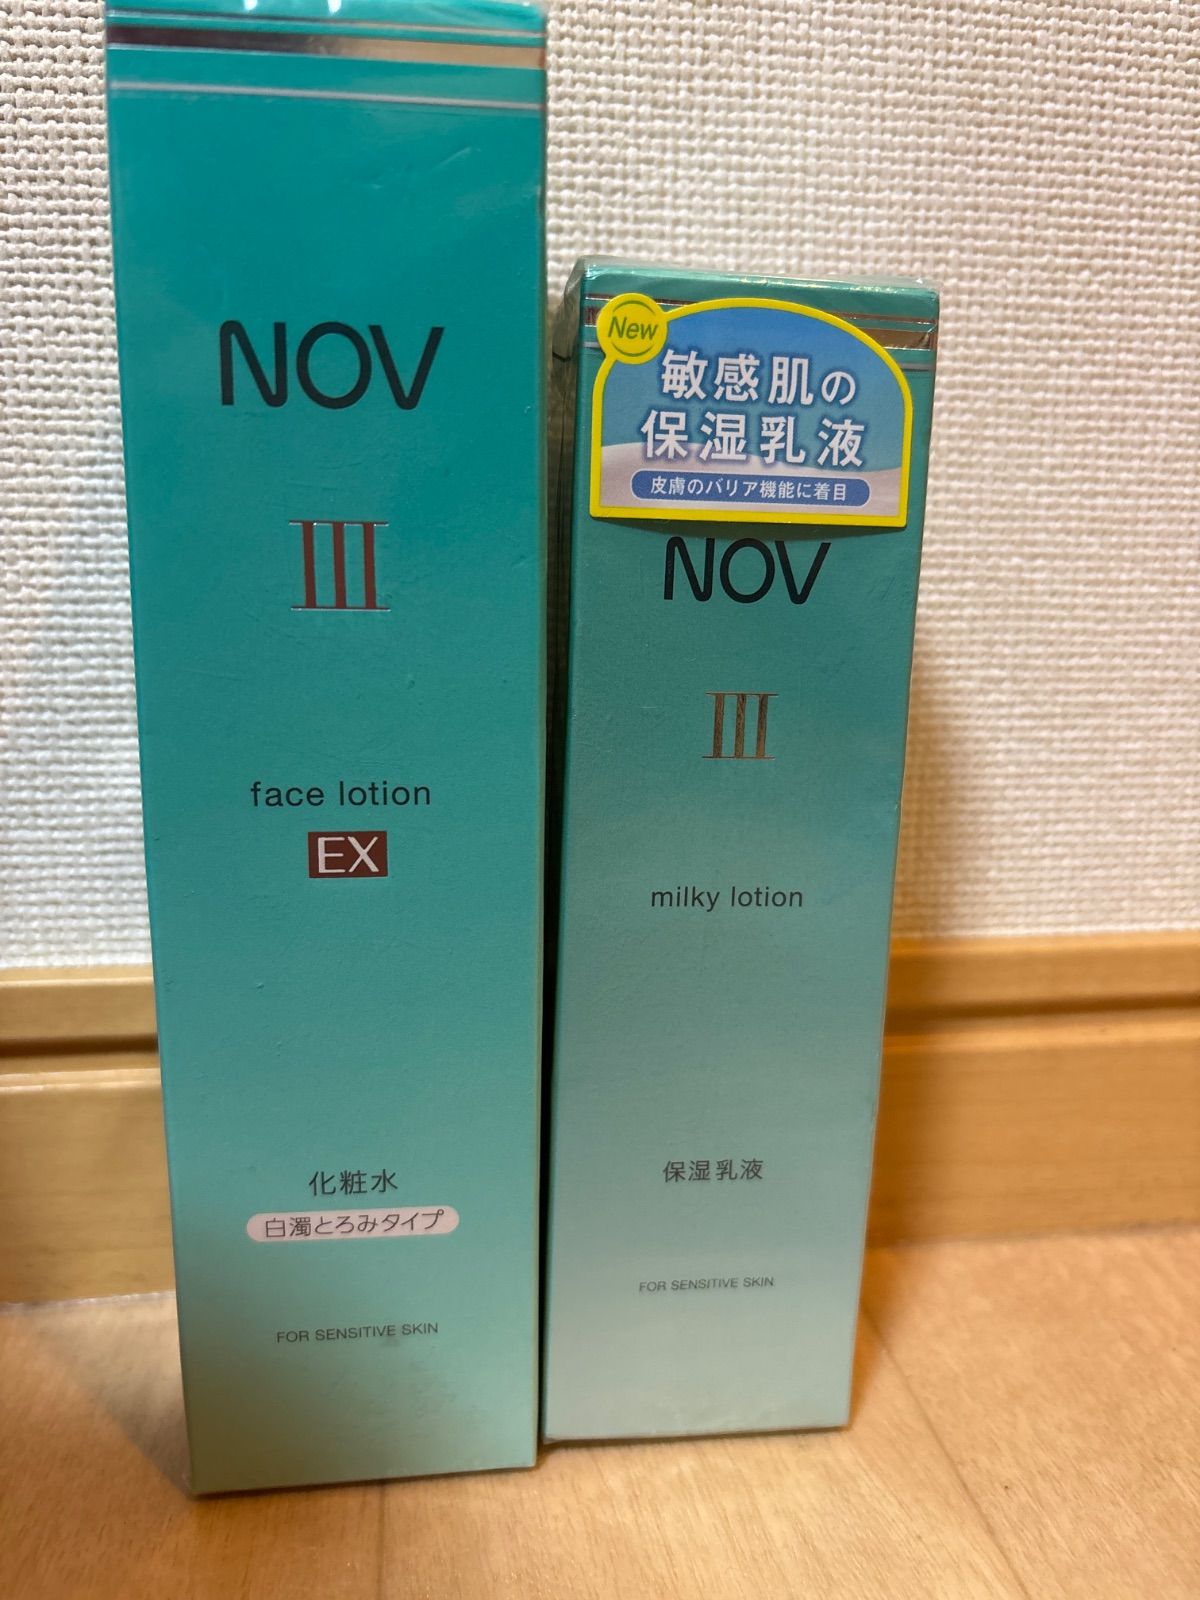 NOV
III
face lotion
EX
化粧水
白濁とろみタイプ
FOR SENSITIVE SKIN
New
敏感肌の
保湿乳液
皮膚のバリア機能に着目
NOV
III
milky lotion
保湿乳液
FOR SENSITIVE SKIN